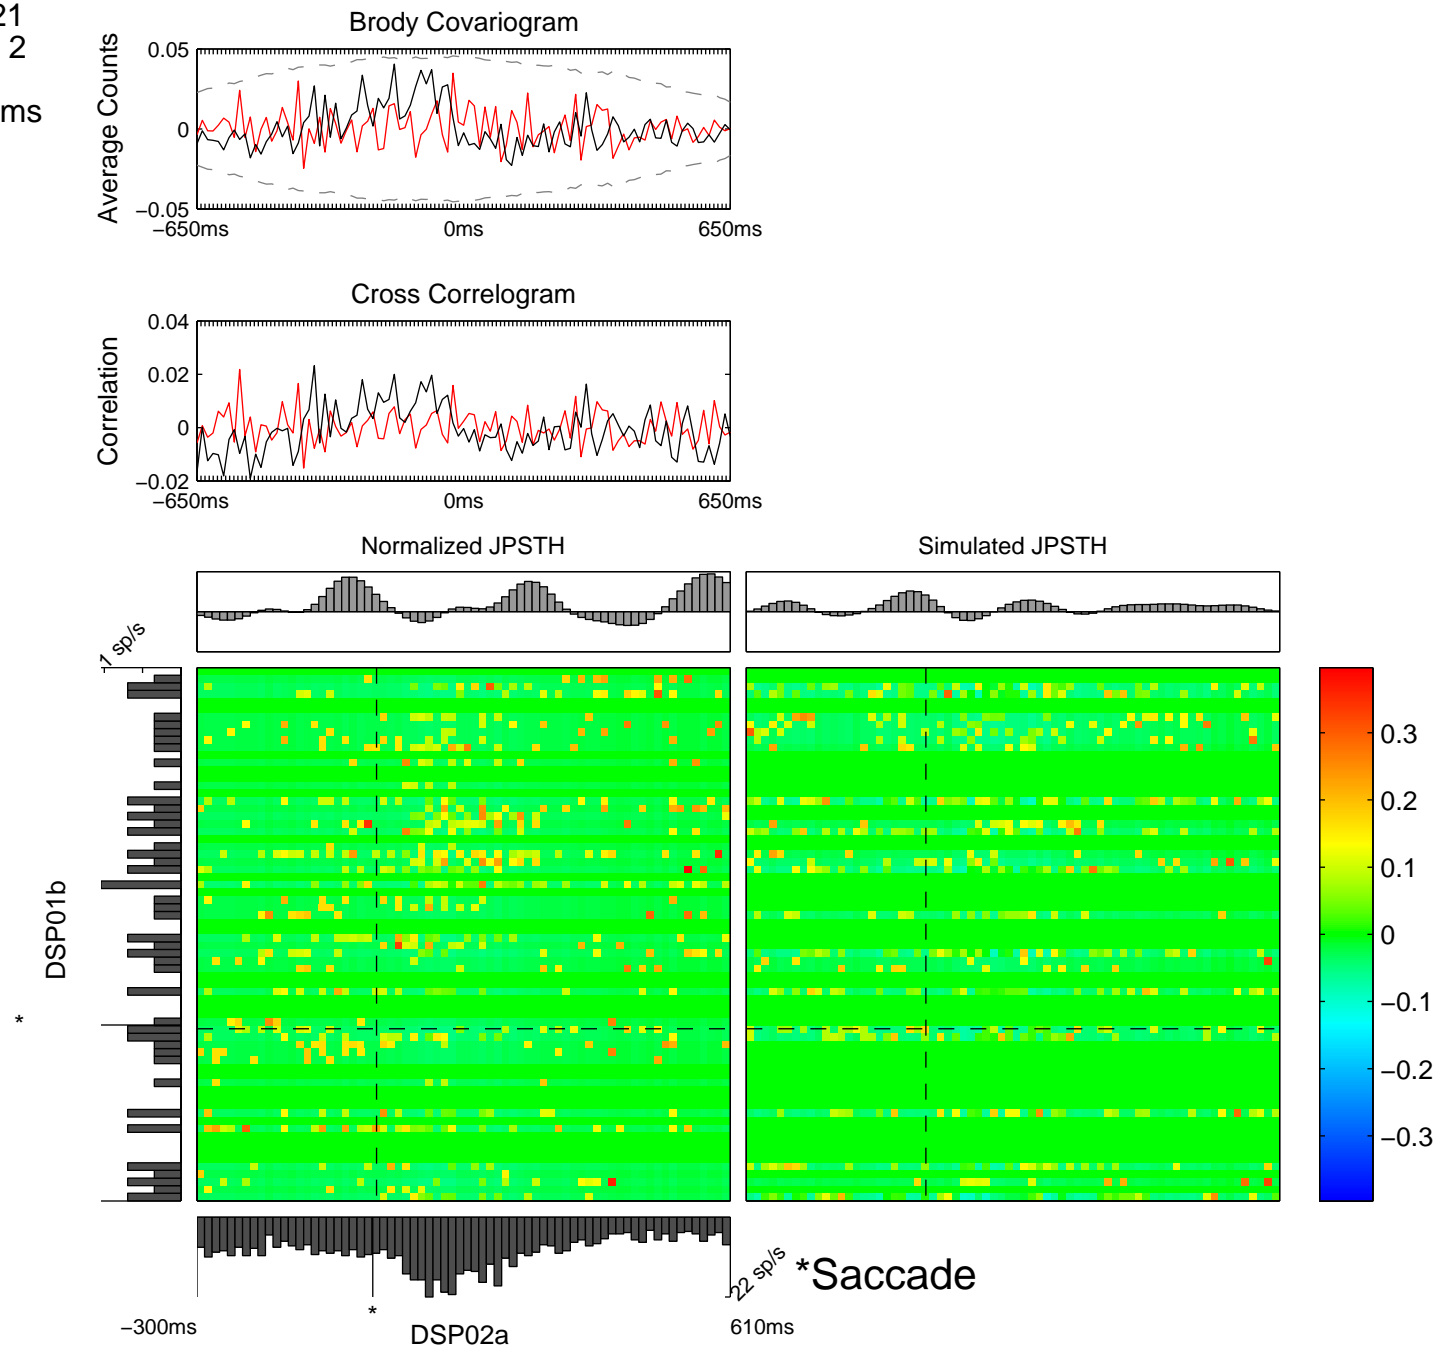 21
2
ms
Brody Covariogram
Average Counts
0.05
0
−0.05
−650ms 0ms 650ms
Cross Correlogram
Correlation
0.04
0.02
0
−0.02
−650ms 0ms 650ms
Normalized JPSTH
Simulated JPSTH
1 sp/s
DSP01b
*
0.3
0.2
0.1
0
−0.1
−0.2
−0.3
22 sp/s
*Saccade
*
−300ms
DSP02a
610ms